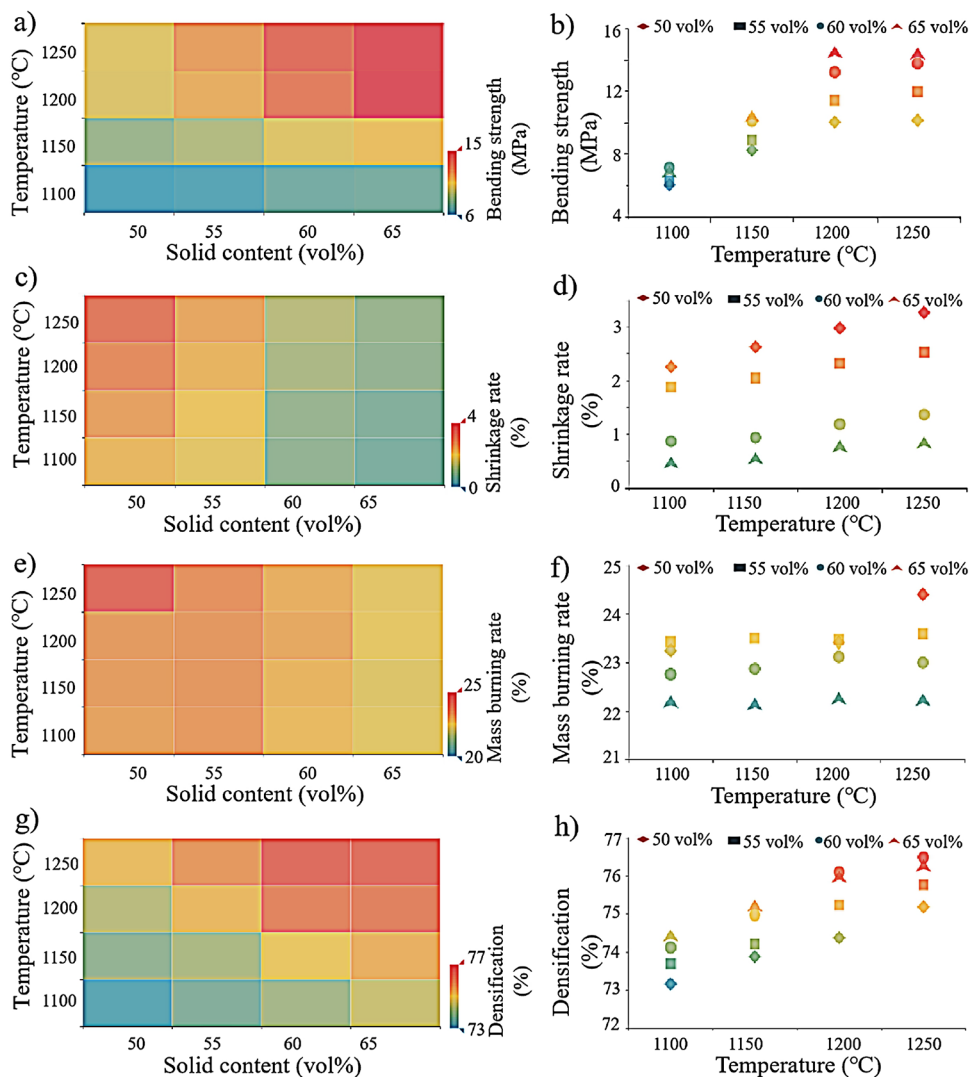 a)
Temperature (℃)
1250
1200
1150
1100
50 55 60 65
Solid content (vol%)
15
6
Bending strength
(MPa)
b)
50 vol% 55 vol% 60 vol% 65 vol%
Bending strength
(MPa)
16
12
8
4
1100 1150 1200 1250
Temperature (℃)
c)
Temperature (℃)
1250
1200
1150
1100
50 55 60 65
Solid content (vol%)
4
0
Shrinkage rate
(%)
d)
50 vol% 55 vol% 60 vol% 65 vol%
Shrinkage rate
(%)
3
2
1
0
1100 1150 1200 1250
Temperature (℃)
e)
Temperature (℃)
1250
1200
1150
1100
50 55 60 65
Solid content (vol%)
25
20
Mass burning rate
(%)
f)
50 vol% 55 vol% 60 vol% 65 vol%
Mass burning rate
(%)
25
24
23
22
21
1100 1150 1200 1250
Temperature (℃)
g)
Temperature (℃)
1250
1200
1150
1100
50 55 60 65
Solid content (vol%)
77
73
Densification
(%)
h)
50 vol% 55 vol% 60 vol% 65 vol%
Densification
(%)
77
76
75
74
73
72
1100 1150 1200 1250
Temperature (℃)